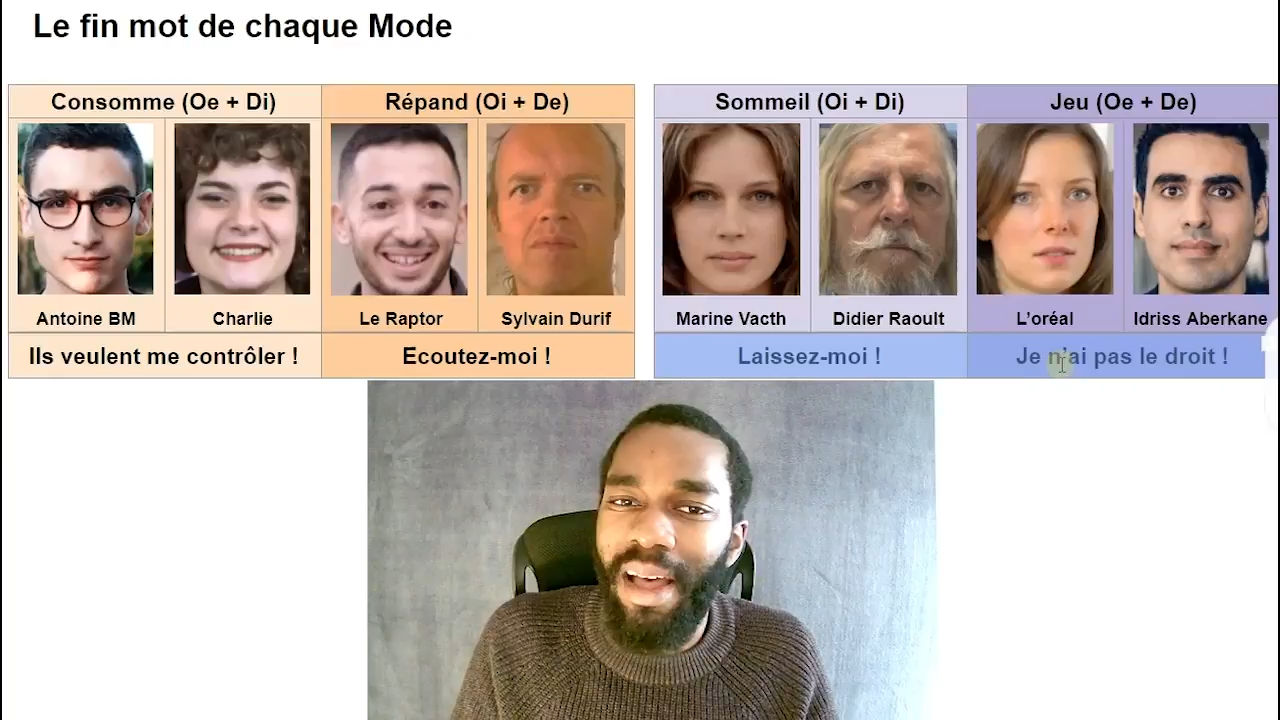 Le fin mot de chaque Mode
Consomme (Oe + Di) Répand (Oi + De) Sommeil (Oi + Di) Jeu (Oe + De)
Antoine BM Charlie Le Raptor Sylvain Durif Marine Vacth Didier Raoult L’oréal Idriss Aberkane
Ils veulent me contrôler ! Ecoutez-moi ! Laissez-moi ! Je n’ai pas le droit !